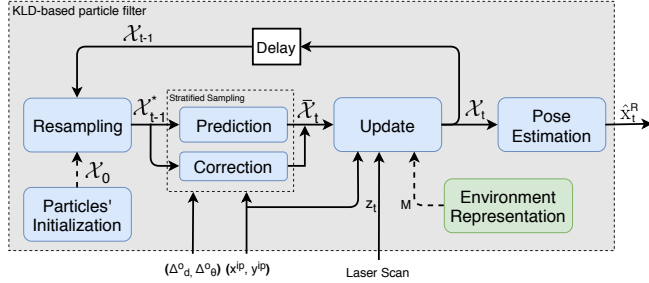 KLD-based particle filter
𝒳t-1
Delay
Stratified Sampling
Resampling
𝒳*t-1
Prediction
Correction
𝒳̄t
Update
𝒳t
Pose
Estimation
x̂tR
𝒳0
Particles'
Initialization
zt
M
Environment
Representation
(Δod, Δoθ) (xip, yip)
Laser Scan